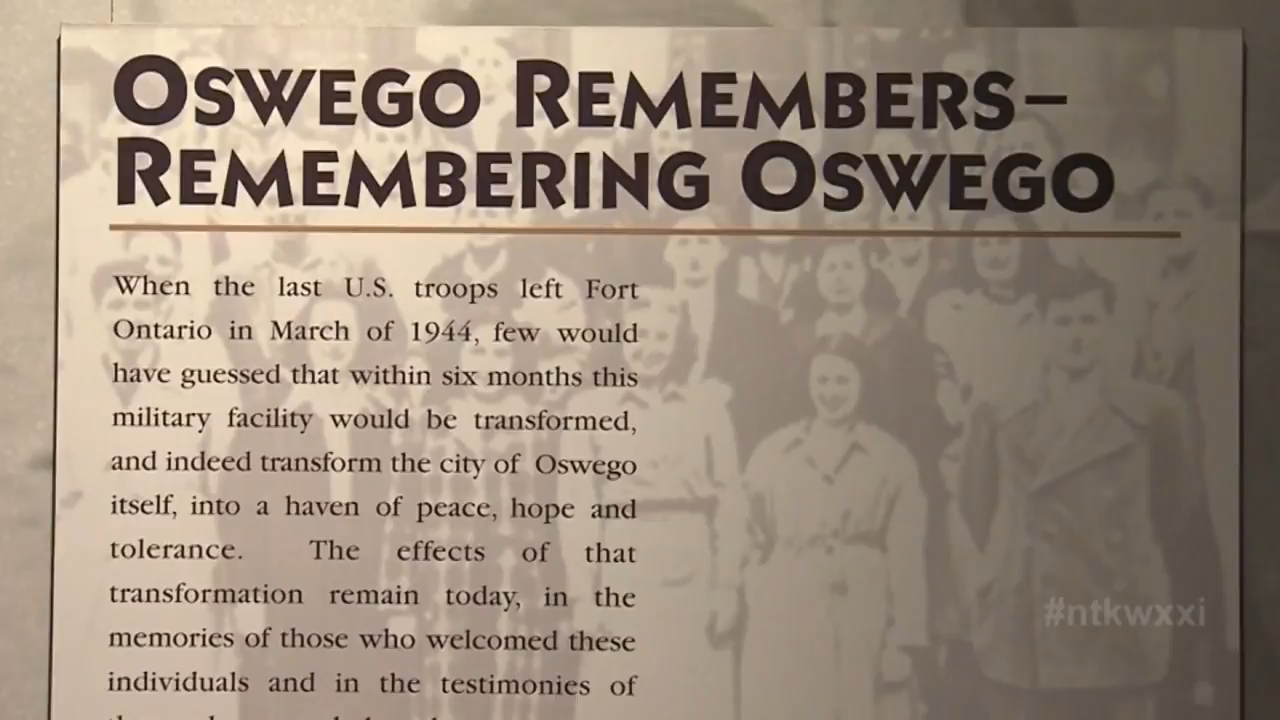 OSWEGO REMEMBERS–
REMEMBERING OSWEGO
When the last U.S. troops left Fort
Ontario in March of 1944, few would
have guessed that within six months this
military facility would be transformed,
and indeed transform the city of Oswego
itself, into a haven of peace, hope and
tolerance. The effects of that
transformation remain today, in the
memories of those who welcomed these
individuals and in the testimonies of
#ntkwxxi